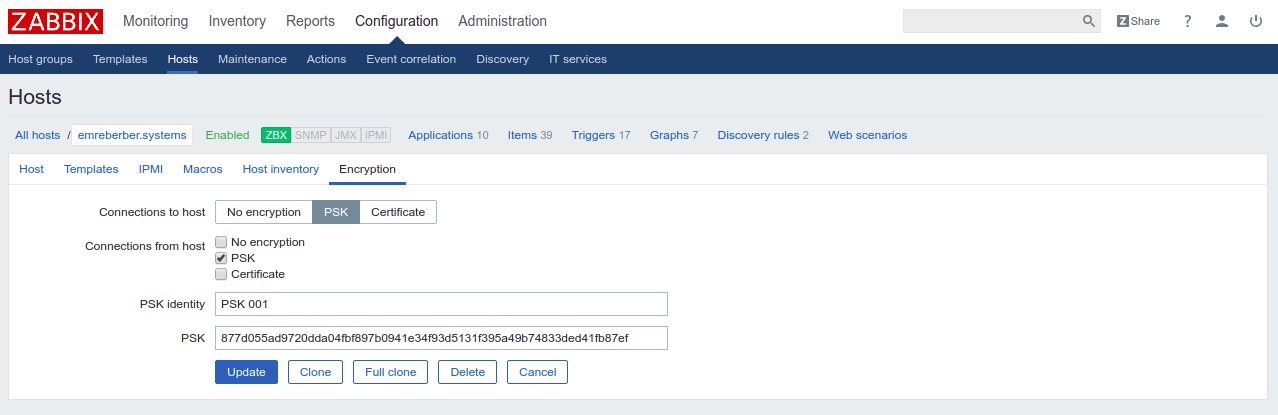 ZABBIX Monitoring Inventory Reports Configuration Administration Z Share ?
Host groups Templates Hosts Maintenance Actions Event correlation Discovery IT services
Hosts
All hosts / emreberber.systems Enabled ZBX SNMP JMX IPMI Applications 10 Items 39 Triggers 17 Graphs 7 Discovery rules 2 Web scenarios
Host Templates IPMI Macros Host inventory Encryption
Connections to host No encryption PSK Certificate
Connections from host No encryption
PSK
Certificate
PSK identity PSK 001
PSK 877d055ad9720dda04fbf897b0941e34f93d5131f395a49b74833ded41fb87ef
Update Clone Full clone Delete Cancel